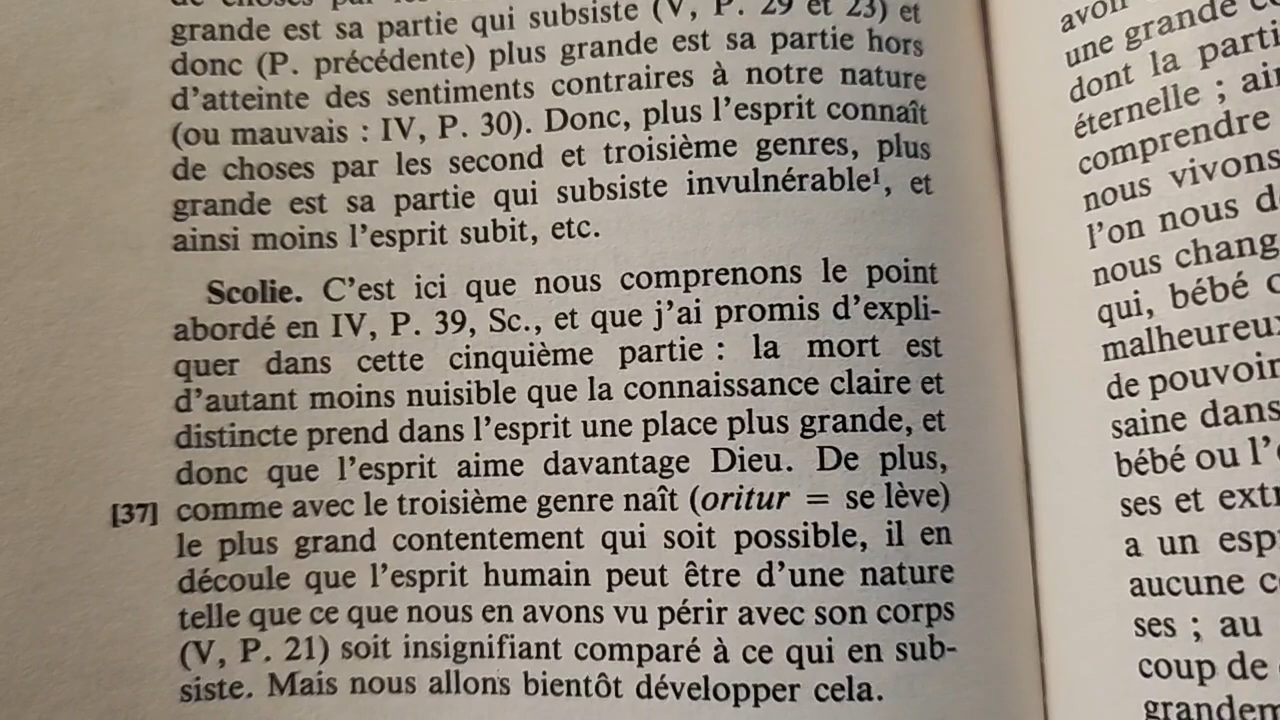 grande est sa partie qui subsiste (V, P. 29 et 23) et
donc (P. précédente) plus grande est sa partie hors
d'atteinte des sentiments contraires à notre nature
(ou mauvais : IV, P. 30). Donc, plus l'esprit connaît
de choses par les second et troisième genres, plus
grande est sa partie qui subsiste invulnérable¹, et
ainsi moins l'esprit subit, etc.
Scolie. C'est ici que nous comprenons le point
abordé en IV, P. 39, Sc., et que j'ai promis d'expli-
quer dans cette cinquième partie : la mort est
d'autant moins nuisible que la connaissance claire et
distincte prend dans l'esprit une place plus grande, et
donc que l'esprit aime davantage Dieu. De plus,
[37] comme avec le troisième genre naît (oritur = se lève)
le plus grand contentement qui soit possible, il en
découle que l'esprit humain peut être d'une nature
telle que ce que nous en avons vu périr avec son corps
(V, P. 21) soit insignifiant comparé à ce qui en sub-
siste. Mais nous allons bientôt développer cela.
une grande
dont la parti
éternelle ; ai
comprendre
nous vivons
l'on nous d
nous chang
qui, bébé
malheureux
de pouvoir
saine dans
bébé ou l'
ses et extr
a un esp
aucune c
ses ; au
coup de
grandem